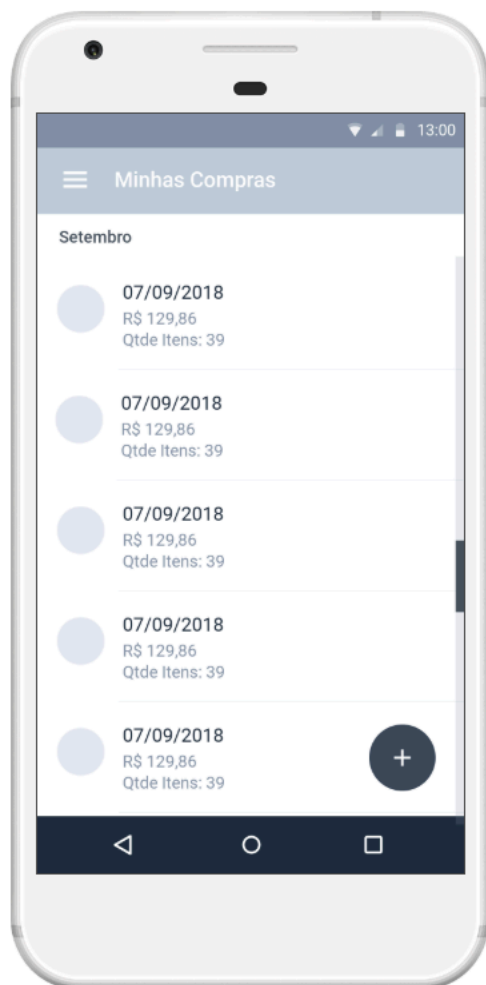 13:00
Minhas Compras
Setembro
07/09/2018
R$ 129,86
Qtde Itens: 39
07/09/2018
R$ 129,86
Qtde Itens: 39
07/09/2018
R$ 129,86
Qtde Itens: 39
07/09/2018
R$ 129,86
Qtde Itens: 39
07/09/2018
R$ 129,86
Qtde Itens: 39